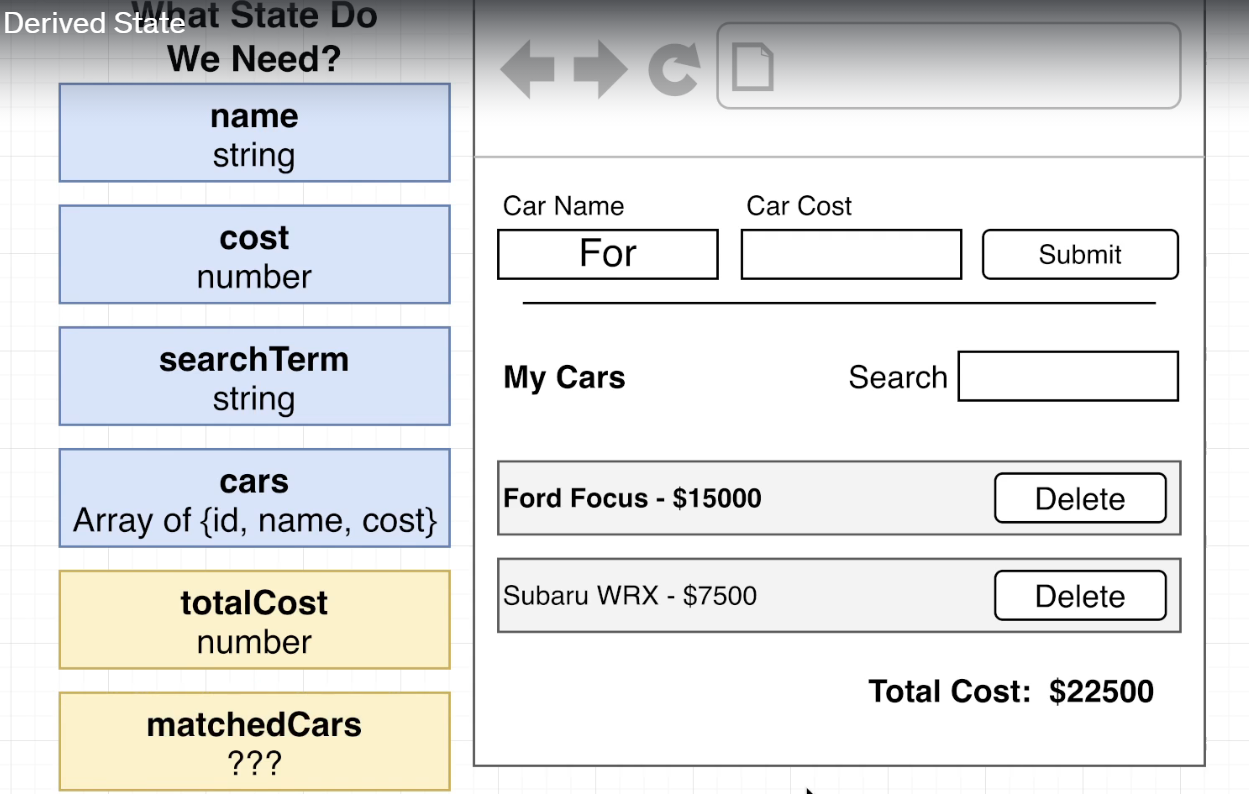 Derived State
What State Do
We Need?
name
string
cost
number
searchTerm
string
cars
Array of {id, name, cost}
totalCost
number
matchedCars
???
Car Name
Car Cost
For
Submit
My Cars
Search
Ford Focus - $15000
Delete
Subaru WRX - $7500
Delete
Total Cost: $22500